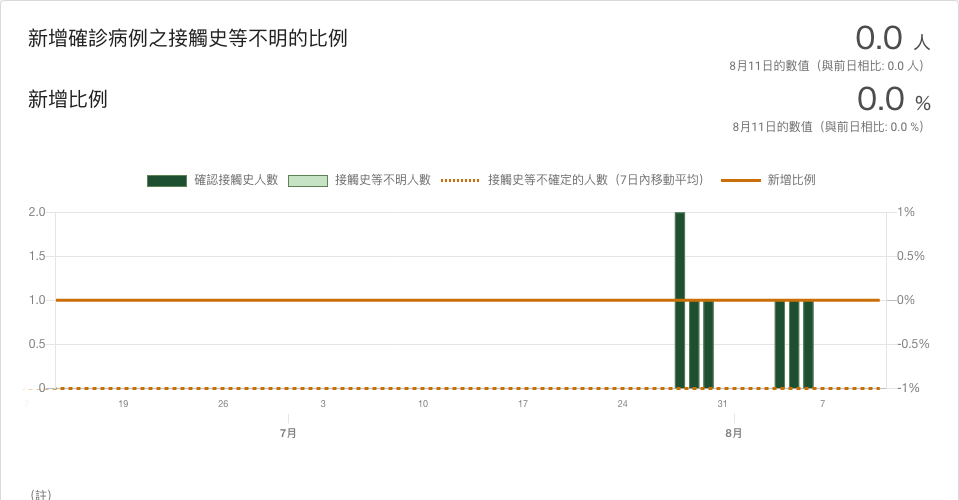 新增確診病例之接觸史等不明的比例
0.0 人
8月11日的數值（與前日相比: 0.0 人）
新增比例
0.0 %
8月11日的數值（與前日相比: 0.0 %）
確認接觸史人數 接觸史等不明人數 接觸史等不確定的人數（7日內移動平均） 新增比例
2.0 1%
1.5 0.5%
1.0 0%
0.5 -0.5%
0 -1%
19 26 3 10 17 24 31 7
7月 8月
（註）